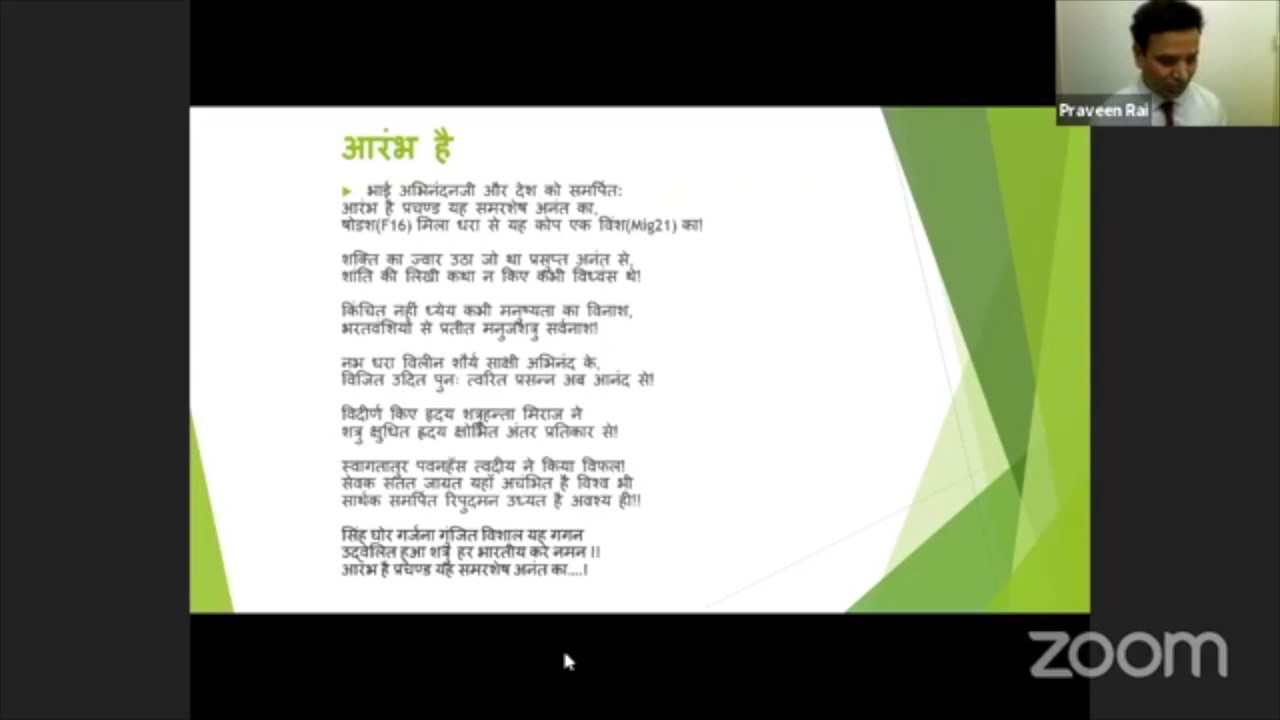 आरंभ है
भाई अभिनंदनजी और देश को समर्पितः
आरंभ है प्रचण्ड यह समरशेष अनंत का,
षोडश(F16) मिला धरा से यह कोप एक विंश(Mig21) का!
शक्ति का ज्वार उठा जो था प्रसुप्त अनंत से,
शांति की लिखी कथा न किए कभी विध्वंस थे!
किंचित नहीं ध्येय कभी मनुष्यता का विनाश,
भरतवंशियों से प्रतीत मनुजशत्रु सर्वनाश!
नभ धरा विलीन शौर्य साक्षी अभिनंद के,
विजित उदित पुनः त्वरित प्रसन्न अब आनंद से!
विदीर्ण किए हृदय शत्रुहन्ता मिराज ने
शत्रु क्षुधित हृदय क्षोभित अंतर प्रतिकार से!
स्वागतातुर पवनहंस त्वदीय ने किया विफल!
सेवक सतत जाग्रत यहाँ अचंभित है विश्व भी
सार्थक समर्पित रिपुदमन उध्यत है अवश्य ही!!
सिंह घोर गर्जना गुंजित विशाल यह गगन
उद्वेलित हुआ शत्रु हर भारतीय करे नमन ।।
आरंभ है प्रचण्ड यह समरशेष अनंत का....!
Praveen Rai
zoom